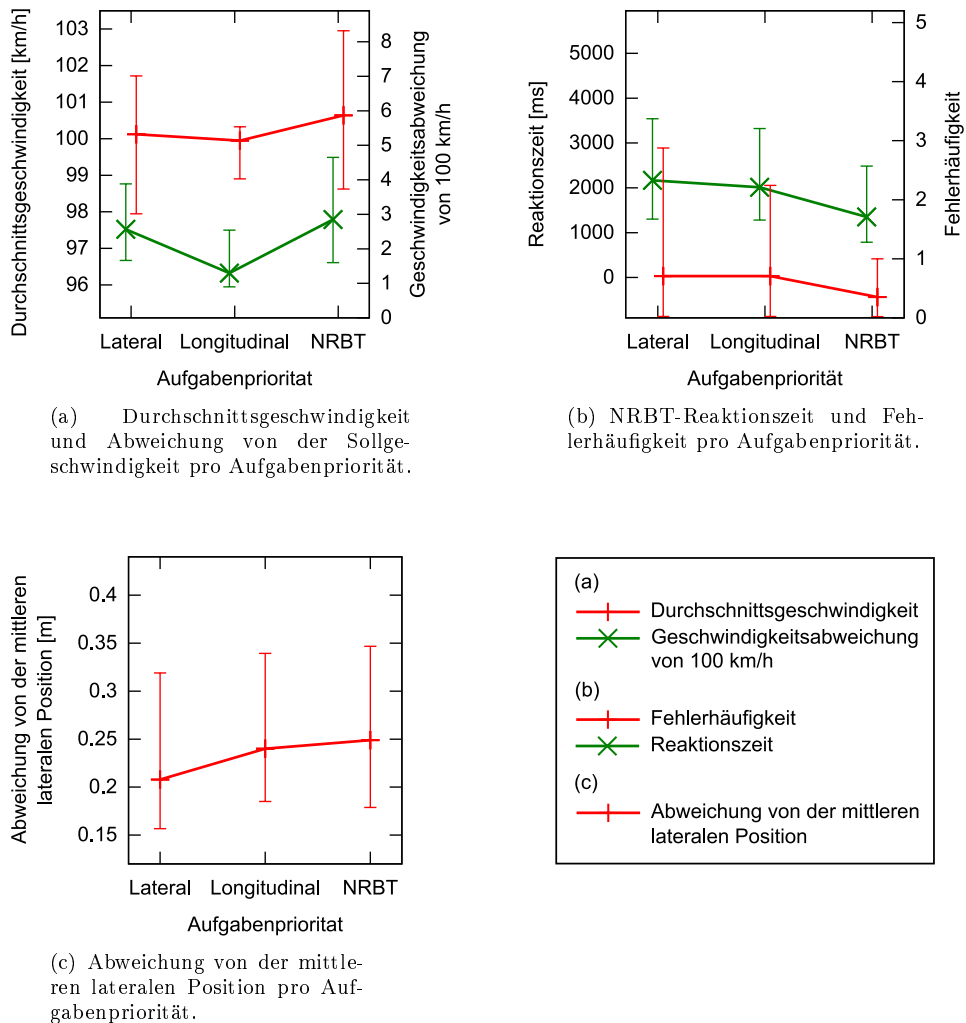 Durchschnittsgeschwindigkeit [km/h]
103
102
101
100
99
98
97
96
8
7
6
5
4
3
2
1
0
Geschwindigkeitsabweichung
von 100 km/h
Lateral Longitudinal NRBT
Aufgabenprioritat
(a) Durchschnittsgeschwindigkeit
und Abweichung von der Sollge-
schwindigkeit pro Aufgabenpriorität.
Reaktionszeit [ms]
5000
4000
3000
2000
1000
0
5
4
3
2
1
0
Fehlerhäufigkeit
Lateral Longitudinal NRBT
Aufgabenpriorität
(b) NRBT-Reaktionszeit und Feh-
lerhäufigkeit pro Aufgabenpriorität.
Abweichung von der mittleren
lateralen Position [m]
0.4
0.35
0.3
0.25
0.2
0.15
Lateral Longitudinal NRBT
Aufgabenprioritat
(c) Abweichung von der mittle-
ren lateralen Position pro Auf-
gabenpriorität.
(a)
Durchschnittsgeschwindigkeit
Geschwindigkeitsabweichung
von 100 km/h
(b)
Fehlerhäufigkeit
Reaktionszeit
(c)
Abweichung von der mittleren
lateralen Position